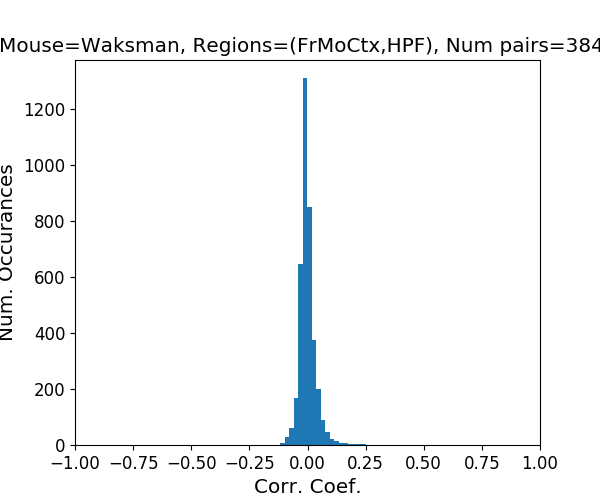 Mouse=Waksman, Regions=(FrMoCtx,HPF), Num pairs=384
Num. Occurances
1200
1000
800
600
400
200
0
−1.00 −0.75 −0.50 −0.25 0.00 0.25 0.50 0.75 1.00
Corr. Coef.